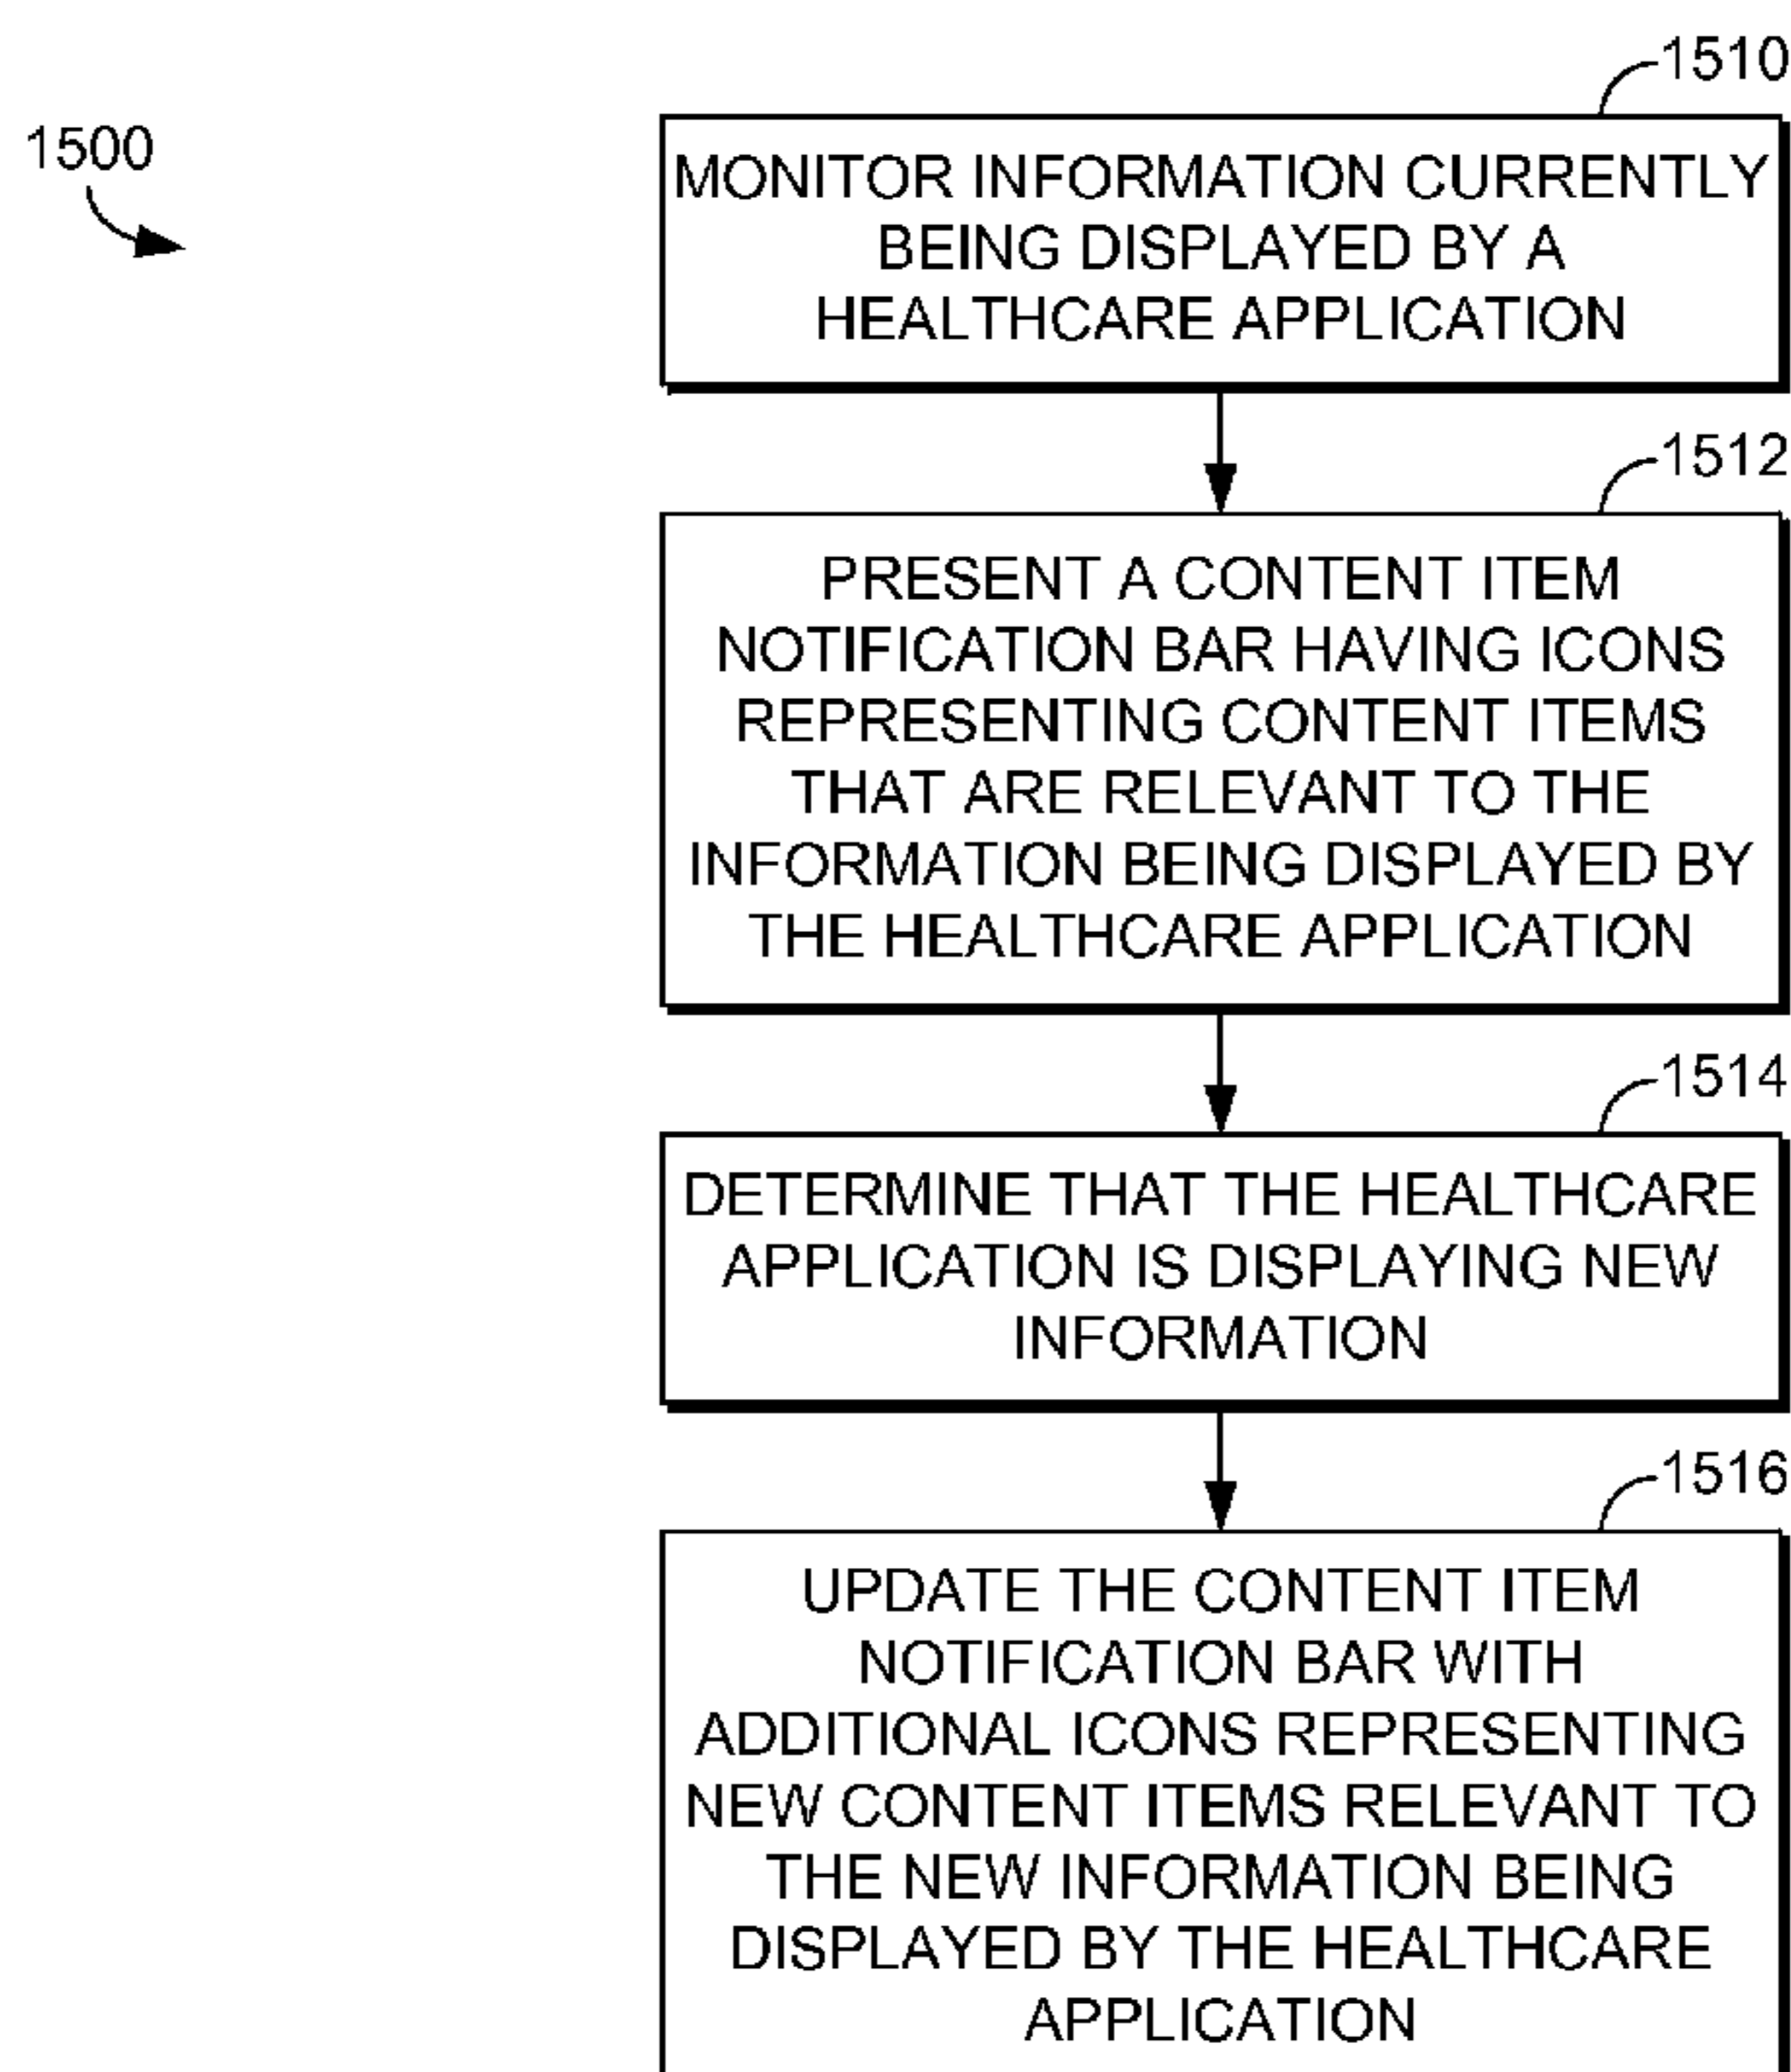 1500
1510
MONITOR INFORMATION CURRENTLY
BEING DISPLAYED BY A
HEALTHCARE APPLICATION
1512
PRESENT A CONTENT ITEM
NOTIFICATION BAR HAVING ICONS
REPRESENTING CONTENT ITEMS
THAT ARE RELEVANT TO THE
INFORMATION BEING DISPLAYED BY
THE HEALTHCARE APPLICATION
1514
DETERMINE THAT THE HEALTHCARE
APPLICATION IS DISPLAYING NEW
INFORMATION
1516
UPDATE THE CONTENT ITEM
NOTIFICATION BAR WITH
ADDITIONAL ICONS REPRESENTING
NEW CONTENT ITEMS RELEVANT TO
THE NEW INFORMATION BEING
DISPLAYED BY THE HEALTHCARE
APPLICATION